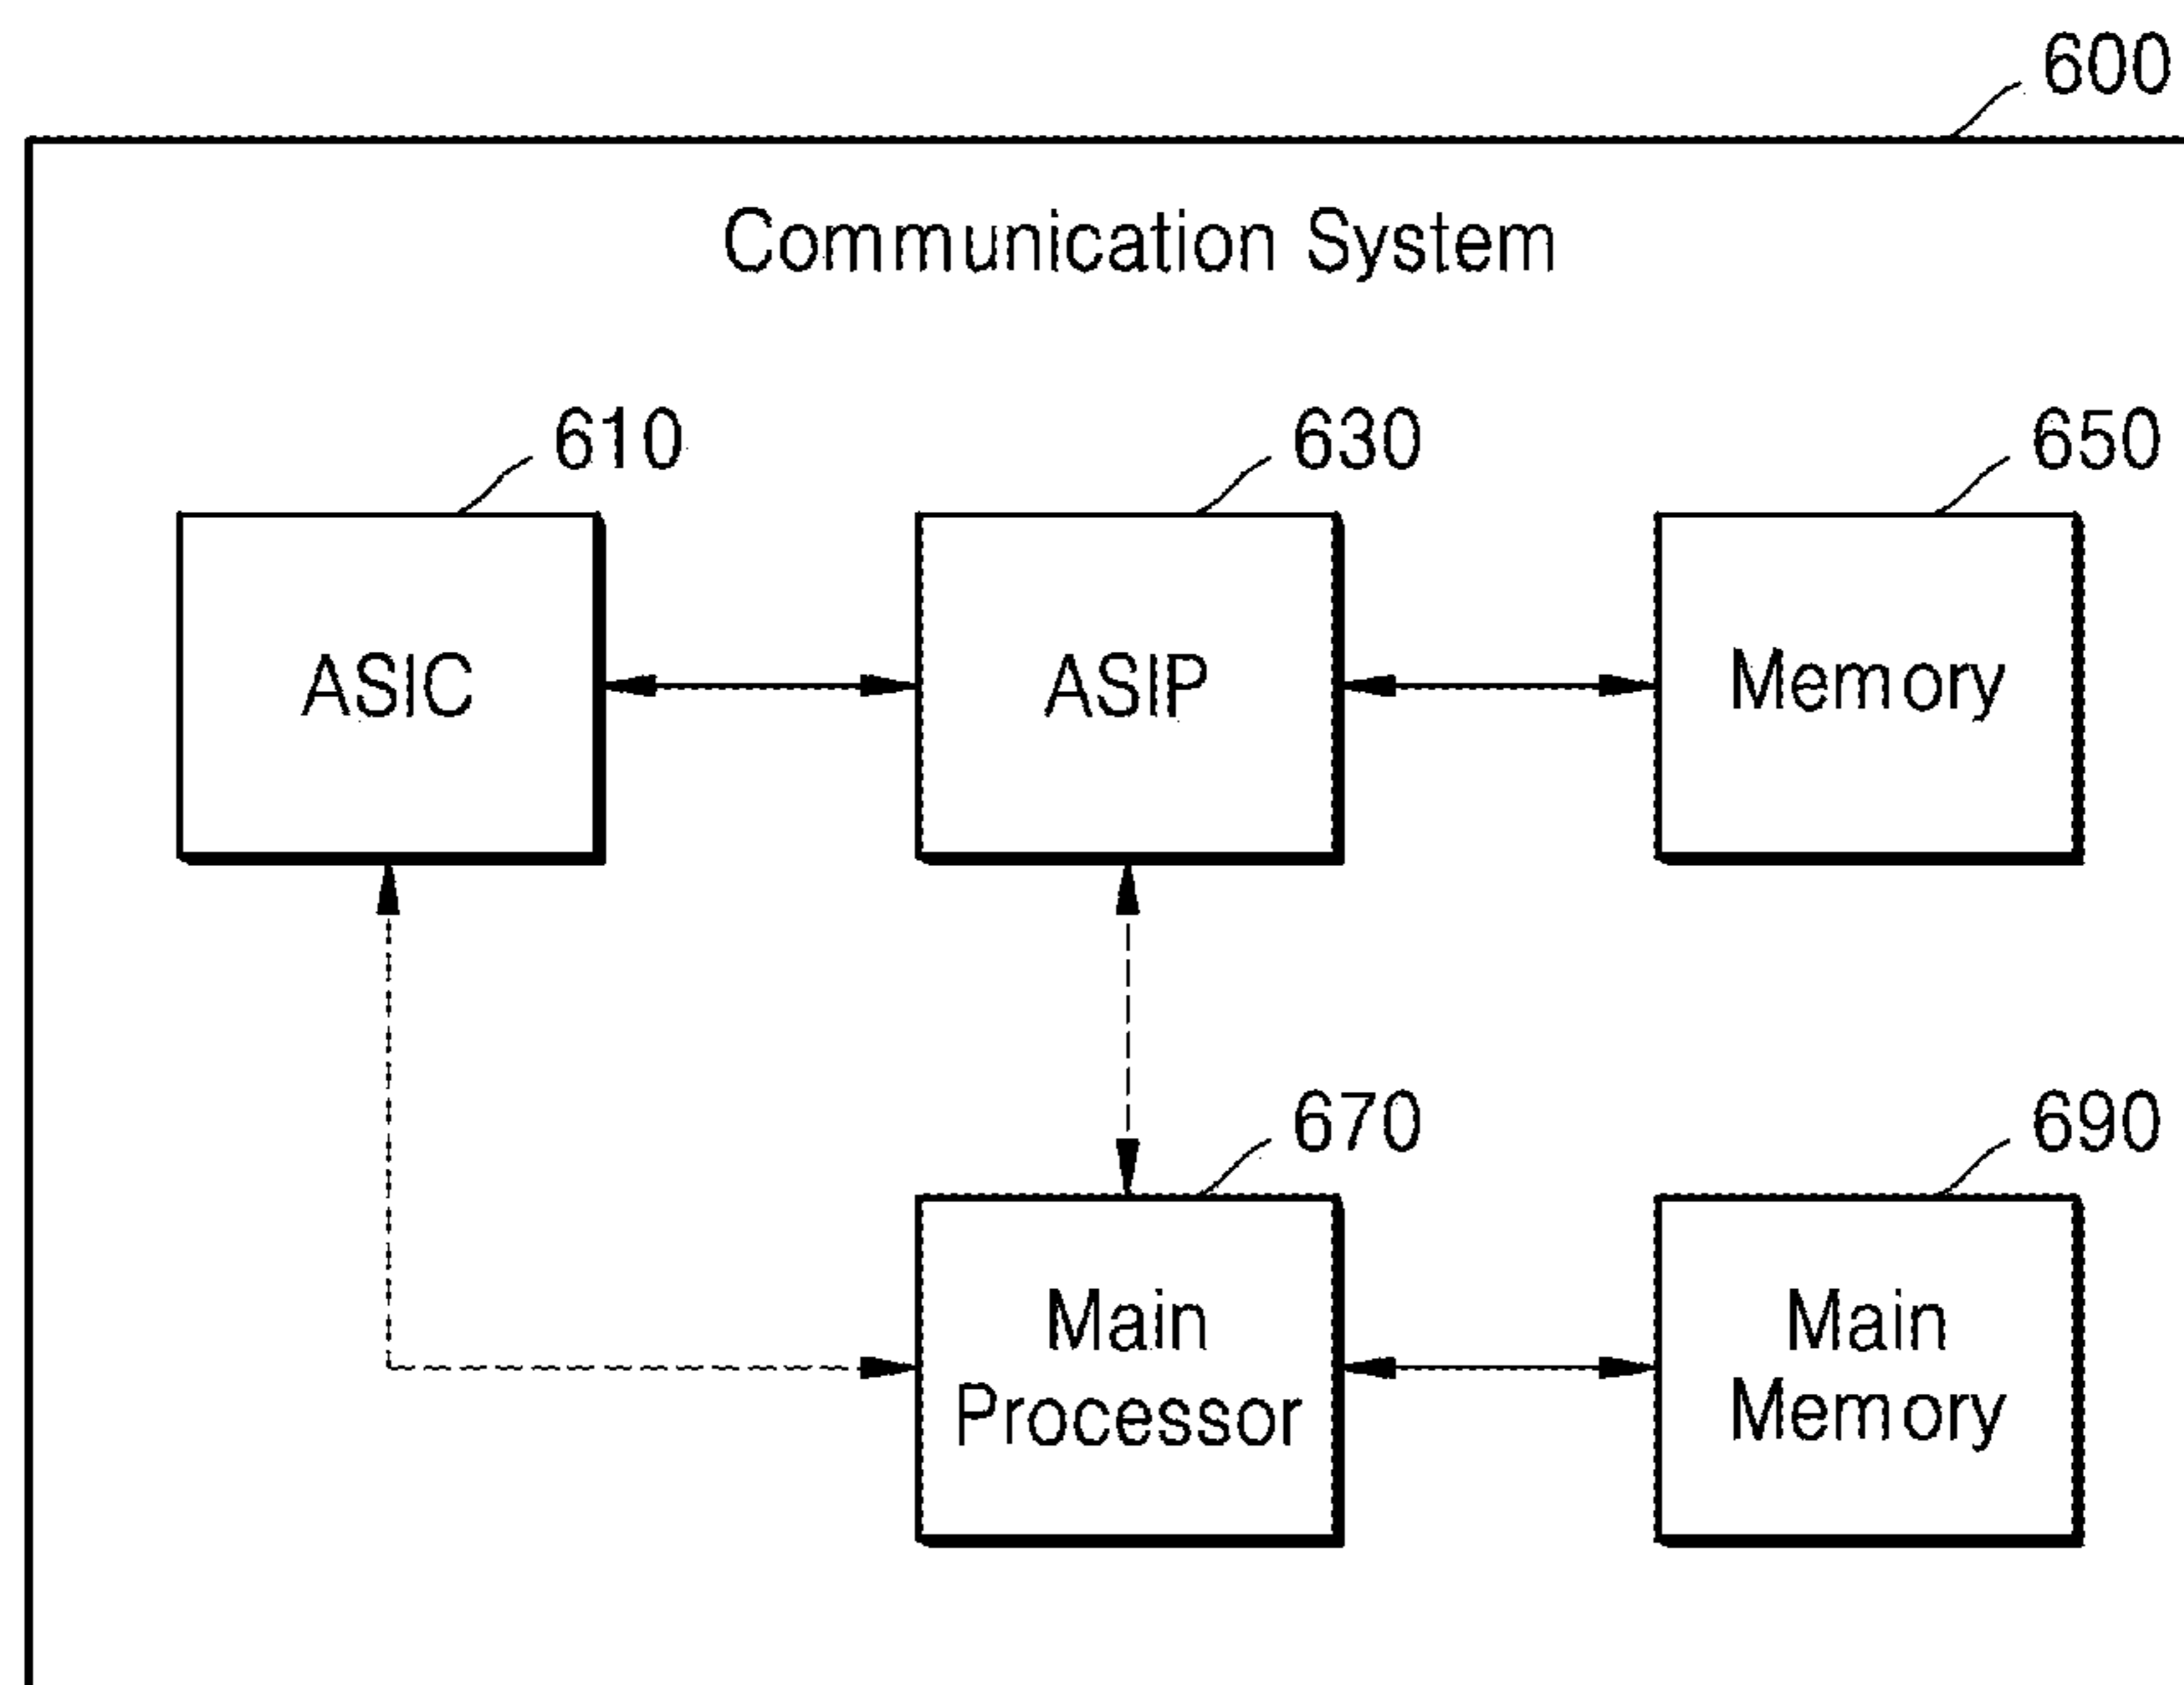 600
Communication System
610
630
650
ASIC
ASIP
Memory
670
690
Main
Processor
Main
Memory